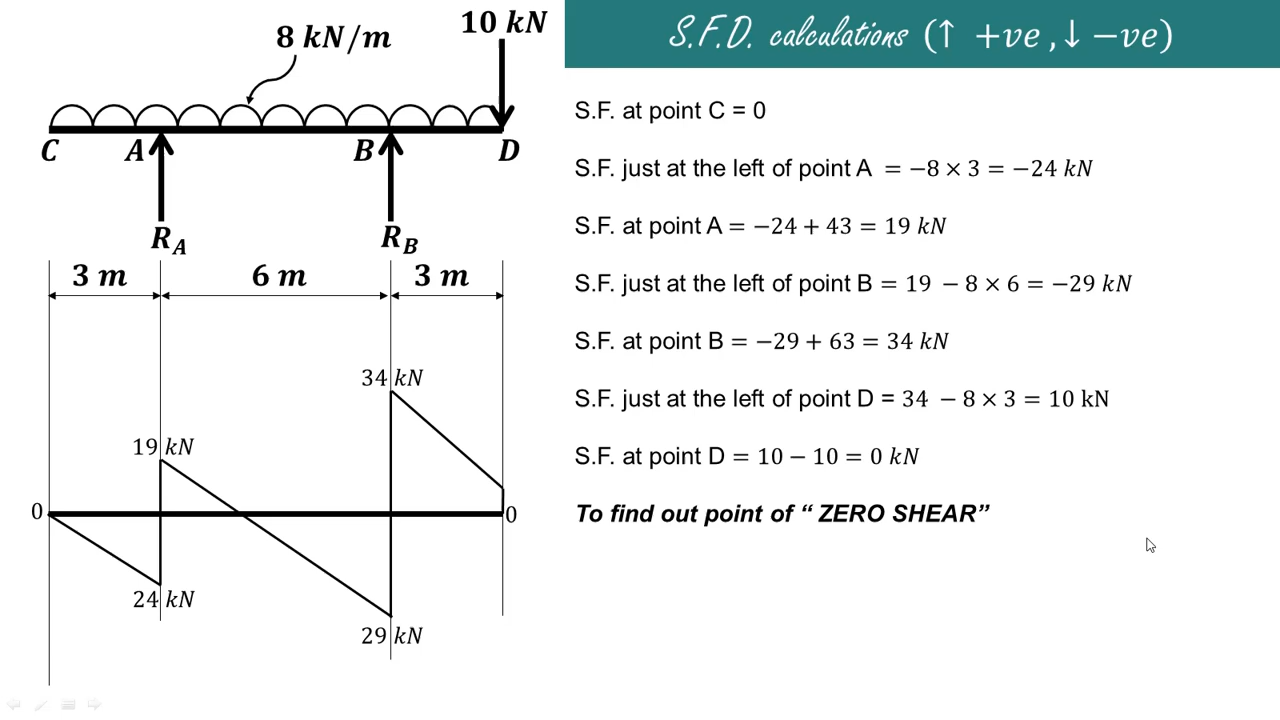 10 kN
8 kN/m
C A B D
R_A R_B
3 m 6 m 3 m
34 kN
19 kN
0 0
24 kN
29 kN
S.F.D. calculations (↑ +ve ,↓ −ve)
S.F. at point C = 0
S.F. just at the left of point A = −8 × 3 = −24 kN
S.F. at point A = −24 + 43 = 19 kN
S.F. just at the left of point B = 19 − 8 × 6 = −29 kN
S.F. at point B = −29 + 63 = 34 kN
S.F. just at the left of point D = 34 − 8 × 3 = 10 kN
S.F. at point D = 10 − 10 = 0 kN
To find out point of “ ZERO SHEAR”